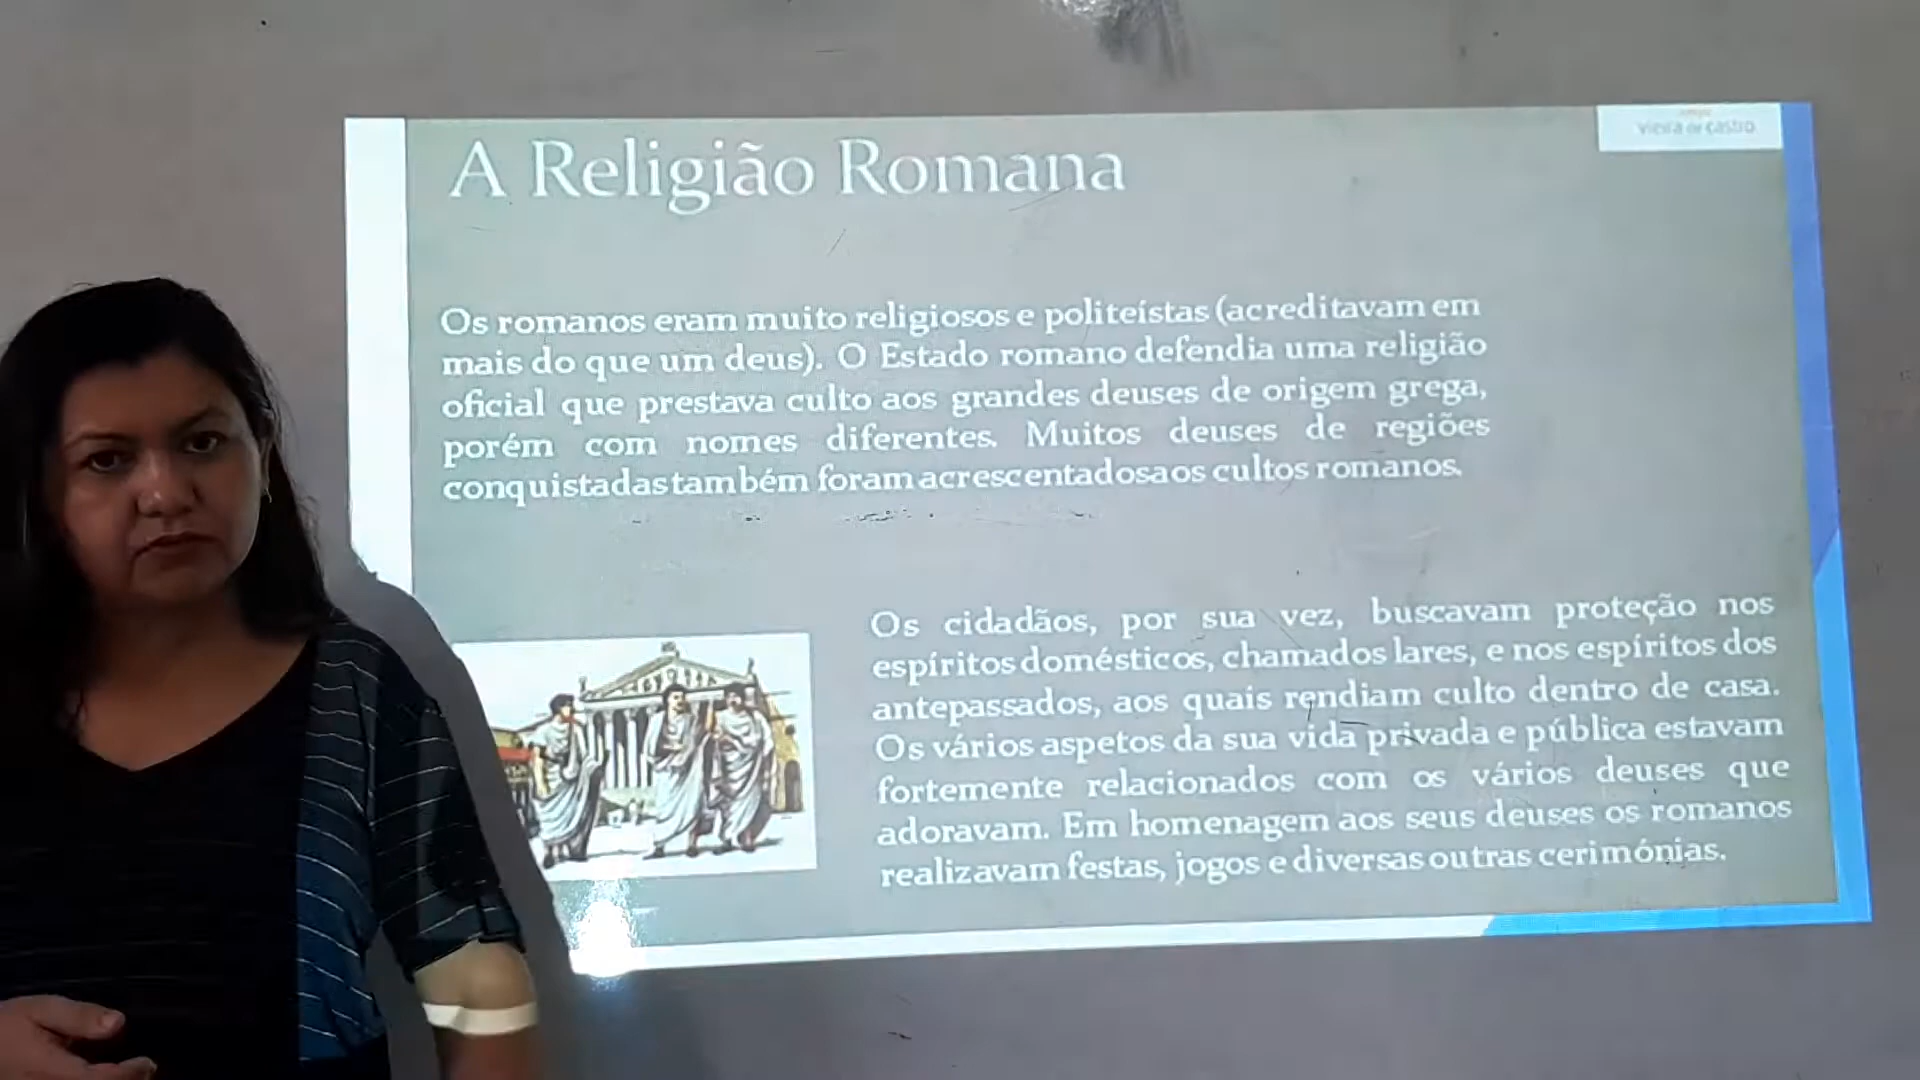 A Religião Romana
vieira de castro
Os romanos eram muito religiosos e politeístas (acreditavam em
mais do que um deus). O Estado romano defendia uma religião
oficial que prestava culto aos grandes deuses de origem grega,
porém com nomes diferentes. Muitos deuses de regiões
conquistadas também foram acrescentados aos cultos romanos.
Os cidadãos, por sua vez, buscavam proteção nos
espíritos domésticos, chamados lares, e nos espíritos dos
antepassados, aos quais rendiam culto dentro de casa.
Os vários aspetos da sua vida privada e pública estavam
fortemente relacionados com os vários deuses que
adoravam. Em homenagem aos seus deuses os romanos
realizavam festas, jogos e diversas outras cerimónias.